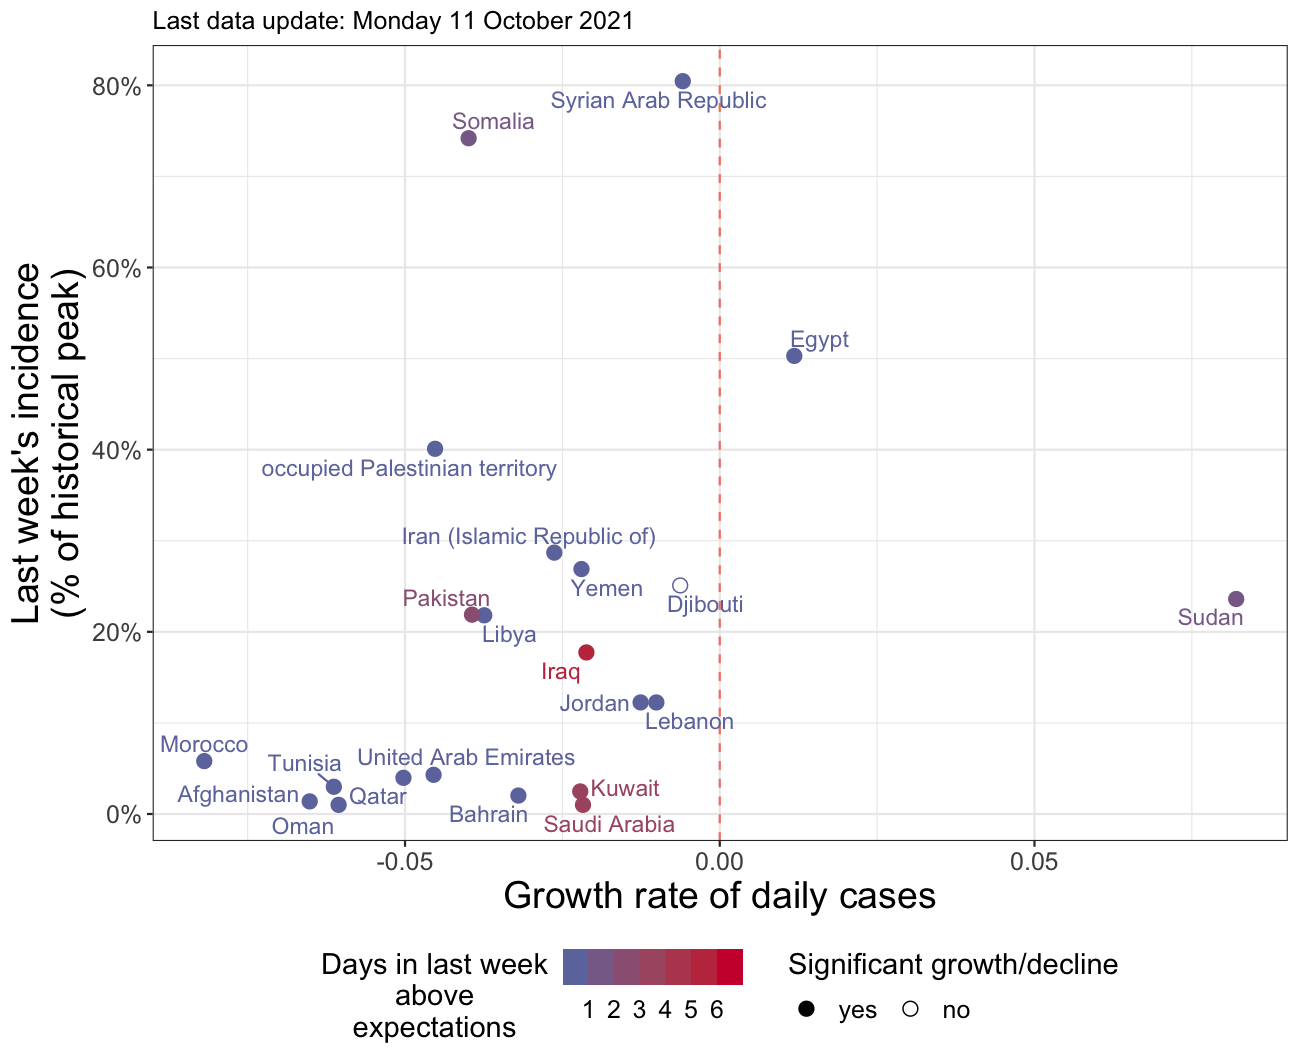 Last data update: Monday 11 October 2021
Last week's incidence
(% of historical peak)
80%
60%
40%
20%
0%
Syrian Arab Republic
Somalia
Egypt
occupied Palestinian territory
Iran (Islamic Republic of)
Yemen
Djibouti
Pakistan
Libya
Sudan
Iraq
Jordan
Lebanon
Morocco
Tunisia
United Arab Emirates
Afghanistan
Qatar
Kuwait
Bahrain
Oman
Saudi Arabia
-0.05 0.00 0.05
Growth rate of daily cases
Days in last week
above
expectations
1 2 3 4 5 6
Significant growth/decline
yes no